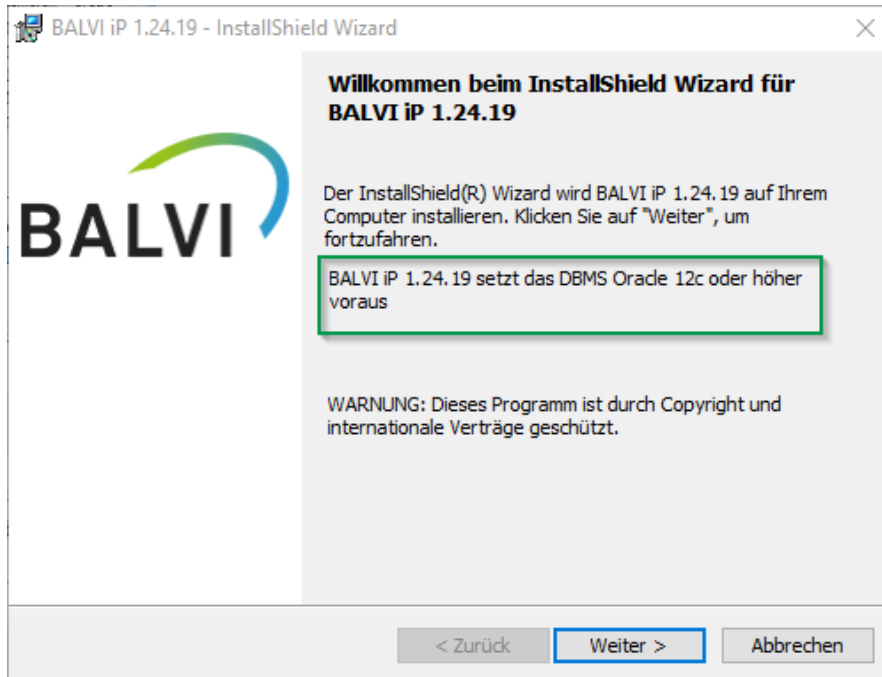 BALVI iP 1.24.19 - InstallShield Wizard
Willkommen beim InstallShield Wizard für
BALVI iP 1.24.19
BALVI
Der InstallShield(R) Wizard wird BALVI iP 1.24.19 auf Ihrem
Computer installieren. Klicken Sie auf "Weiter", um
fortzufahren.
BALVI iP 1.24.19 setzt das DBMS Oracle 12c oder höher
voraus
WARNUNG: Dieses Programm ist durch Copyright und
internationale Verträge geschützt.
< Zurück
Weiter >
Abbrechen